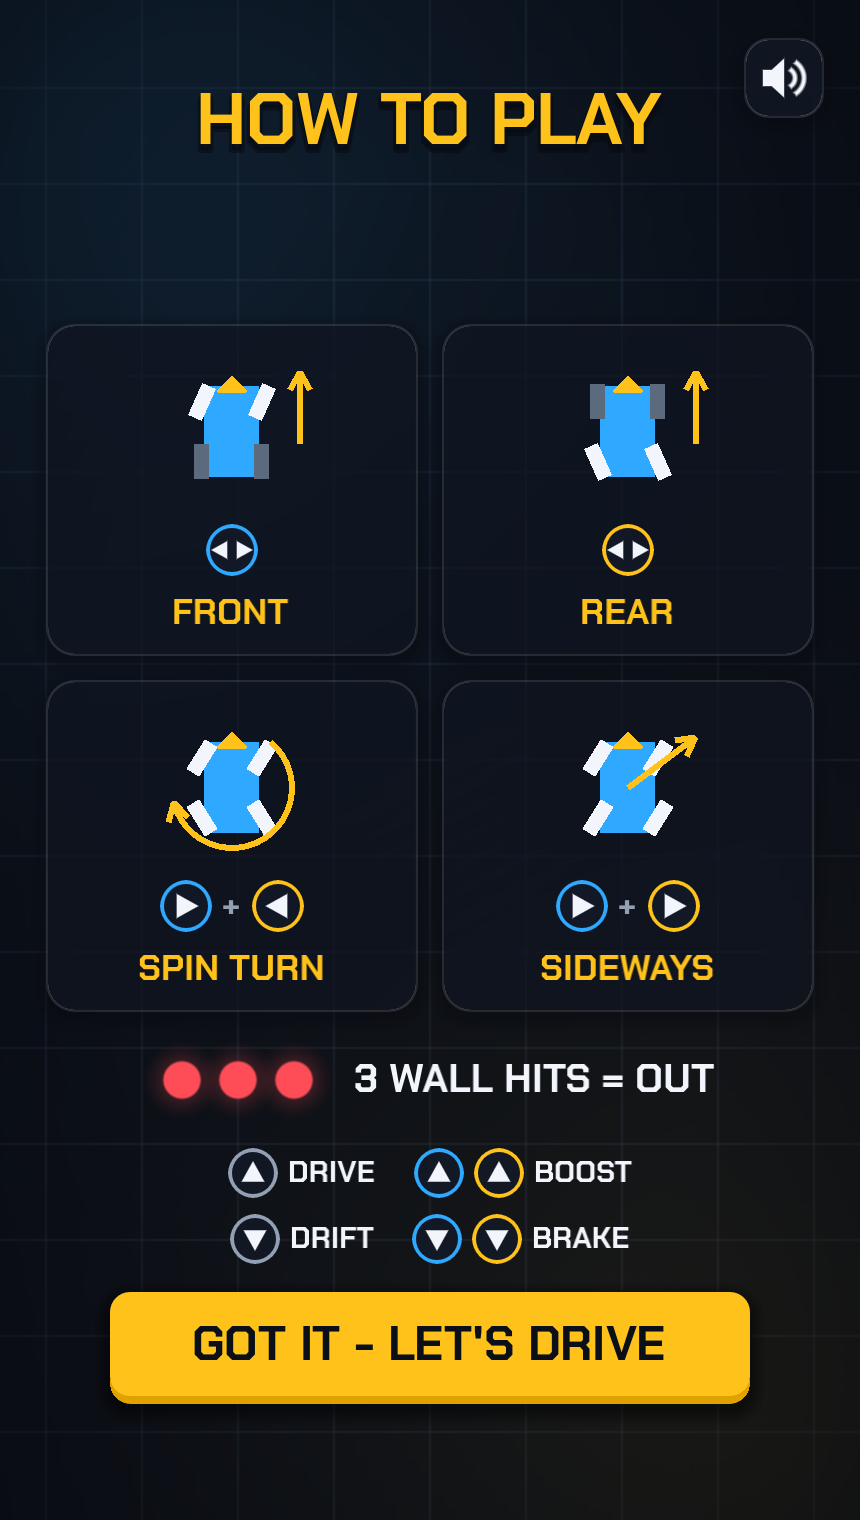 HOW TO PLAY
FRONT
REAR
+
SPIN TURN
+
SIDEWAYS
3 WALL HITS = OUT
DRIVE
BOOST
DRIFT
BRAKE
GOT IT - LET'S DRIVE